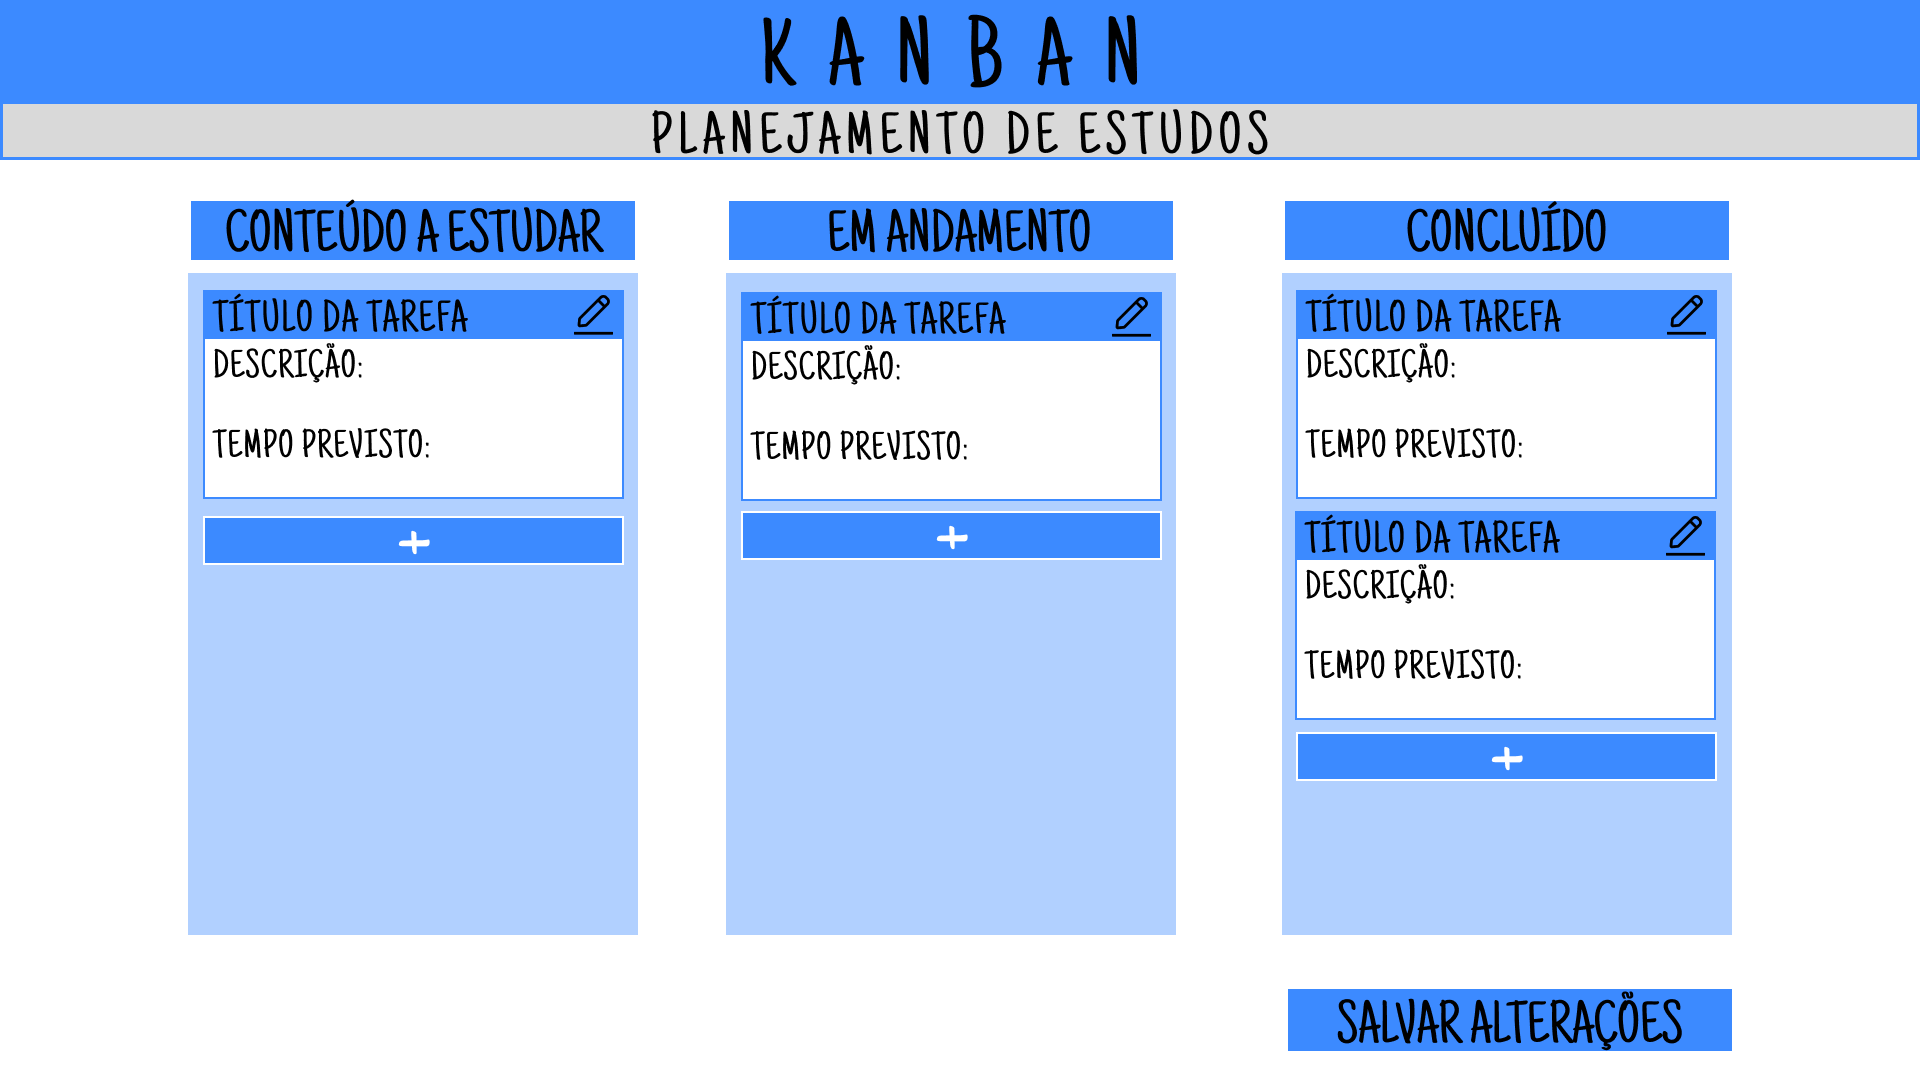 KANBAN
PLANEJAMENTO DE ESTUDOS
CONTEÚDO A ESTUDAR
TÍTULO DA TAREFA
DESCRIÇÃO:
TEMPO PREVISTO:
+
EM ANDAMENTO
TÍTULO DA TAREFA
DESCRIÇÃO:
TEMPO PREVISTO:
+
CONCLUÍDO
TÍTULO DA TAREFA
DESCRIÇÃO:
TEMPO PREVISTO:
TÍTULO DA TAREFA
DESCRIÇÃO:
TEMPO PREVISTO:
+
SALVAR ALTERAÇÕES